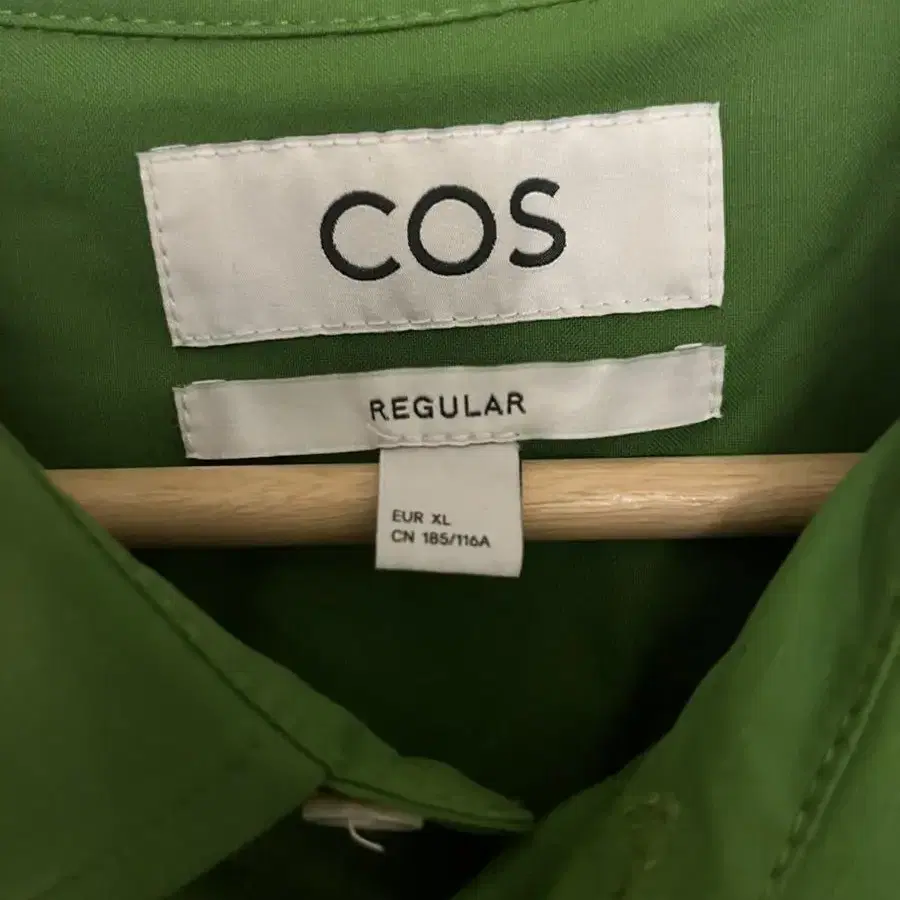 COS
REGULAR
EUR XL
CN 185/116A